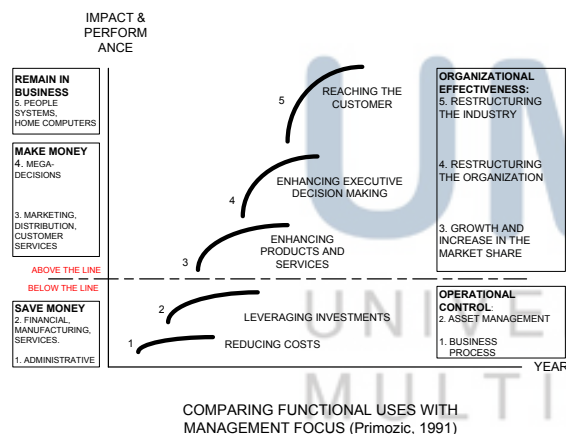 IMPACT &
PERFORM
ANCE
REMAIN IN
BUSINESS
5. PEOPLE
SYSTEMS,
HOME COMPUTERS
MAKE MONEY
4. MEGA-
DECISIONS
3. MARKETING,
DISTRIBUTION,
CUSTOMER
SERVICES
ABOVE THE LINE
BELOW THE LINE
SAVE MONEY
2. FINANCIAL,
MANUFACTURING,
SERVICES.
1. ADMINISTRATIVE
5
REACHING THE
CUSTOMER
4
ENHANCING EXECUTIVE
DECISION MAKING
3
ENHANCING
PRODUCTS AND
SERVICES
2
LEVERAGING INVESTMENTS
1
REDUCING COSTS
ORGANIZATIONAL
EFFECTIVENESS:
5. RESTRUCTURING
THE INDUSTRY
4. RESTRUCTURING
THE ORGANIZATION
3. GROWTH AND
INCREASE IN THE
MARKET SHARE
OPERATIONAL
CONTROL:
2. ASSET MANAGEMENT
1. BUSINESS
PROCESS
YEAR
UM
UNIVE
MULTI
COMPARING FUNCTIONAL USES WITH
MANAGEMENT FOCUS (Primozic, 1991)